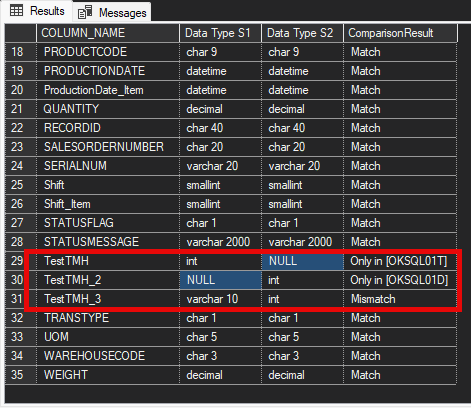 Results Messages
COLUMN_NAME Data Type S1 Data Type S2 ComparisonResult
18 PRODUCTCODE char 9 char 9 Match
19 PRODUCTIONDATE datetime datetime Match
20 ProductionDate_Item datetime datetime Match
21 QUANTITY decimal decimal Match
22 RECORDID char 40 char 40 Match
23 SALESORDERNUMBER char 20 char 20 Match
24 SERIALNUM varchar 20 varchar 20 Match
25 Shift smallint smallint Match
26 Shift_Item smallint smallint Match
27 STATUSFLAG char 1 char 1 Match
28 STATUSMESSAGE varchar 2000 varchar 2000 Match
29 TestTMH int NULL Only in [OKSQL01T]
30 TestTMH_2 NULL int Only in [OKSQL01D]
31 TestTMH_3 varchar 10 int Mismatch
32 TRANSTYPE char 1 char 1 Match
33 UOM char 5 char 5 Match
34 WAREHOUSECODE char 3 char 3 Match
35 WEIGHT decimal decimal Match